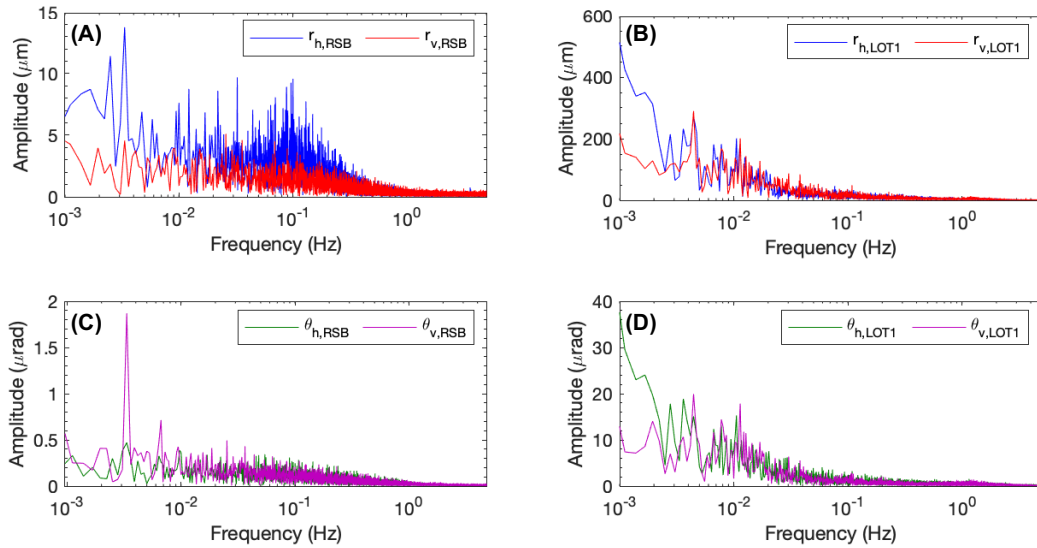 (A)
r_h,RSB r_v,RSB
Amplitude (μm)
15
10
5
0
10^-3 10^-2 10^-1 10^0
Frequency (Hz)
(B)
r_h,LOT1 r_v,LOT1
Amplitude (μm)
600
400
200
0
10^-3 10^-2 10^-1 10^0
Frequency (Hz)
(C)
θ_h,RSB θ_v,RSB
Amplitude (μrad)
2
1.5
1
0.5
0
10^-3 10^-2 10^-1 10^0
Frequency (Hz)
(D)
θ_h,LOT1 θ_v,LOT1
Amplitude (μrad)
40
30
20
10
0
10^-3 10^-2 10^-1 10^0
Frequency (Hz)